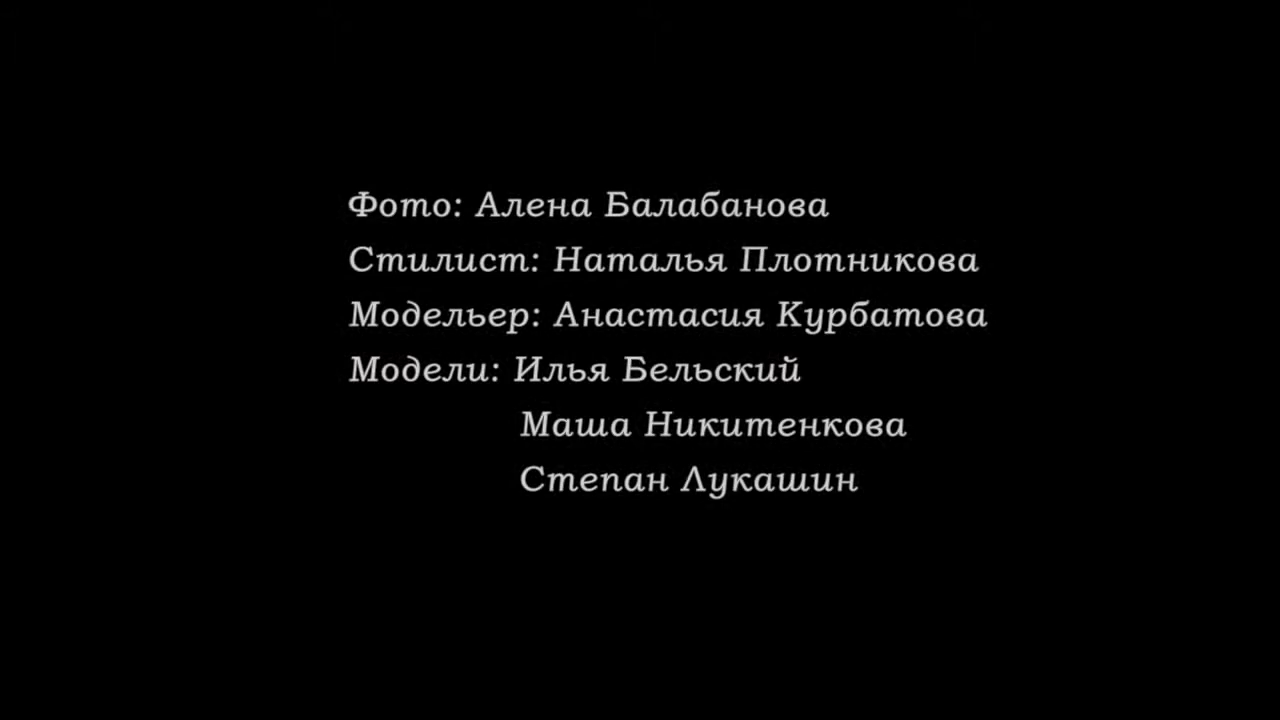 Фото: Алена Балабанова
Стилист: Наталья Плотникова
Модельер: Анастасия Курбатова
Модели: Илья Бельский
Маша Никитенкова
Степан Лукашин